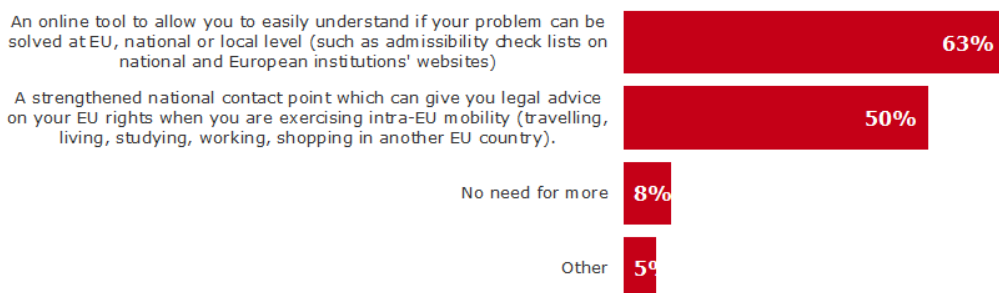 An online tool to allow you to easily understand if your problem can be
solved at EU, national or local level (such as admissibility check lists on
national and European institutions' websites)
63%
A strengthened national contact point which can give you legal advice
on your EU rights when you are exercising intra-EU mobility (travelling,
living, studying, working, shopping in another EU country).
50%
No need for more
8%
Other
5%